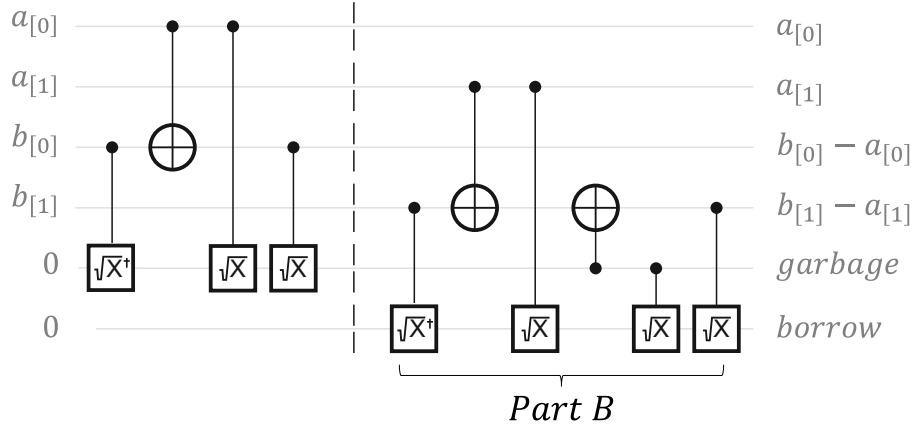 a[0] a[0]
a[1] a[1]
b[0] b[0] − a[0]
b[1] b[1] − a[1]
0 √X† √X √X garbage
0 √X† √X √X √X borrow
Part B